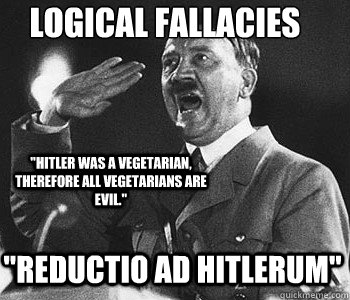 LOGICAL FALLACIES
"HITLER WAS A VEGETARIAN,
THEREFORE ALL VEGETARIANS ARE
EVIL."
"REDUCTIO AD HITLERUM"
quickmeme.com